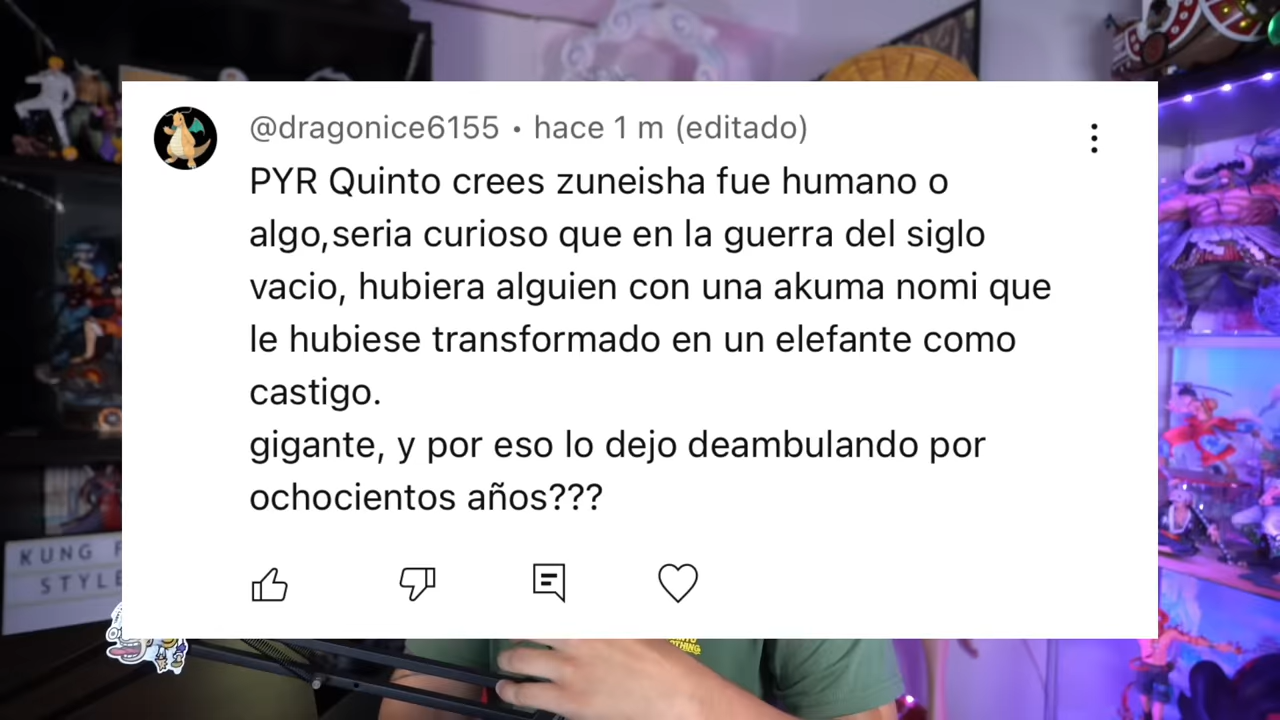 @dragonice6155 • hace 1 m (editado)
PYR Quinto crees zuneisha fue humano o
algo,seria curioso que en la guerra del siglo
vacio, hubiera alguien con una akuma nomi que
le hubiese transformado en un elefante como
castigo.
gigante, y por eso lo dejo deambulando por
ochocientos años???
KUNG F
STYLE
THING